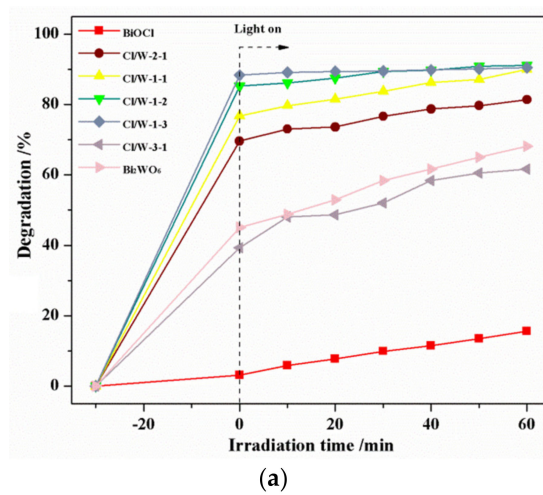 Light on
BiOCl
Cl/W-2-1
Cl/W-1-1
Cl/W-1-2
Cl/W-1-3
Cl/W-3-1
Bi₂WO₆
Degradation /%
100
80
60
40
20
0
-20 0 20 40 60
Irradiation time /min
(a)